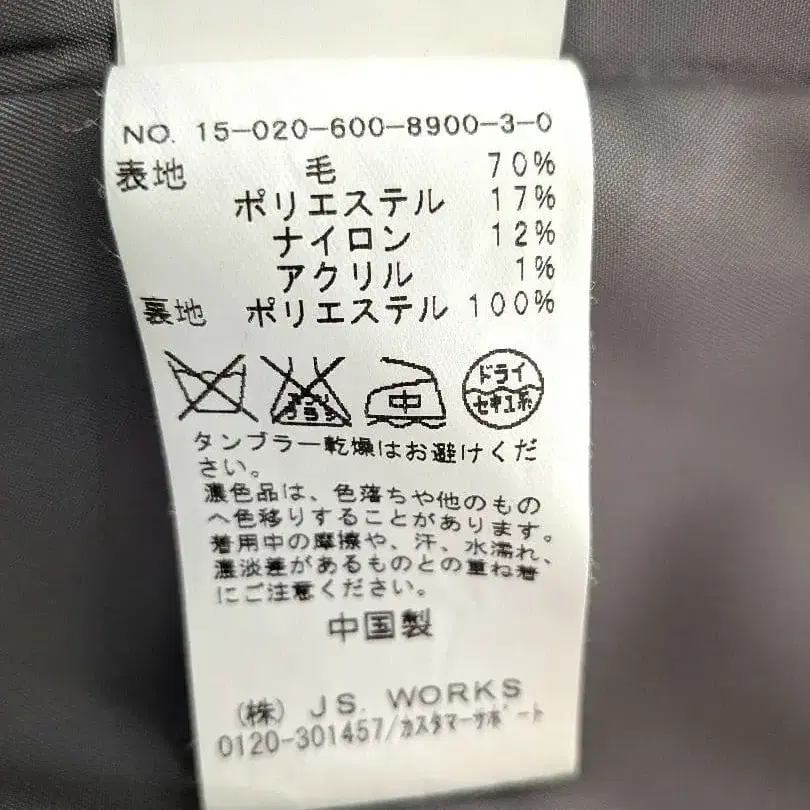 NO. 15-020-600-8900-3-0
表地 毛 70%
ポリエステル 17%
ナイロン 12%
アクリル 1%
裏地 ポリエステル 100%
エンソ サラシ 中 ドライ セキユ系
タンブラー乾燥はお避けくだ
さい。
濃色品は、色落ちや他のもの
へ色移りすることがあります。
着用中の摩擦や、汗、水濡れ、
濃淡差があるものとの重ね着
にご注意ください。
中国製
(株) JS. WORKS
0120-301457/カスタマーサポート